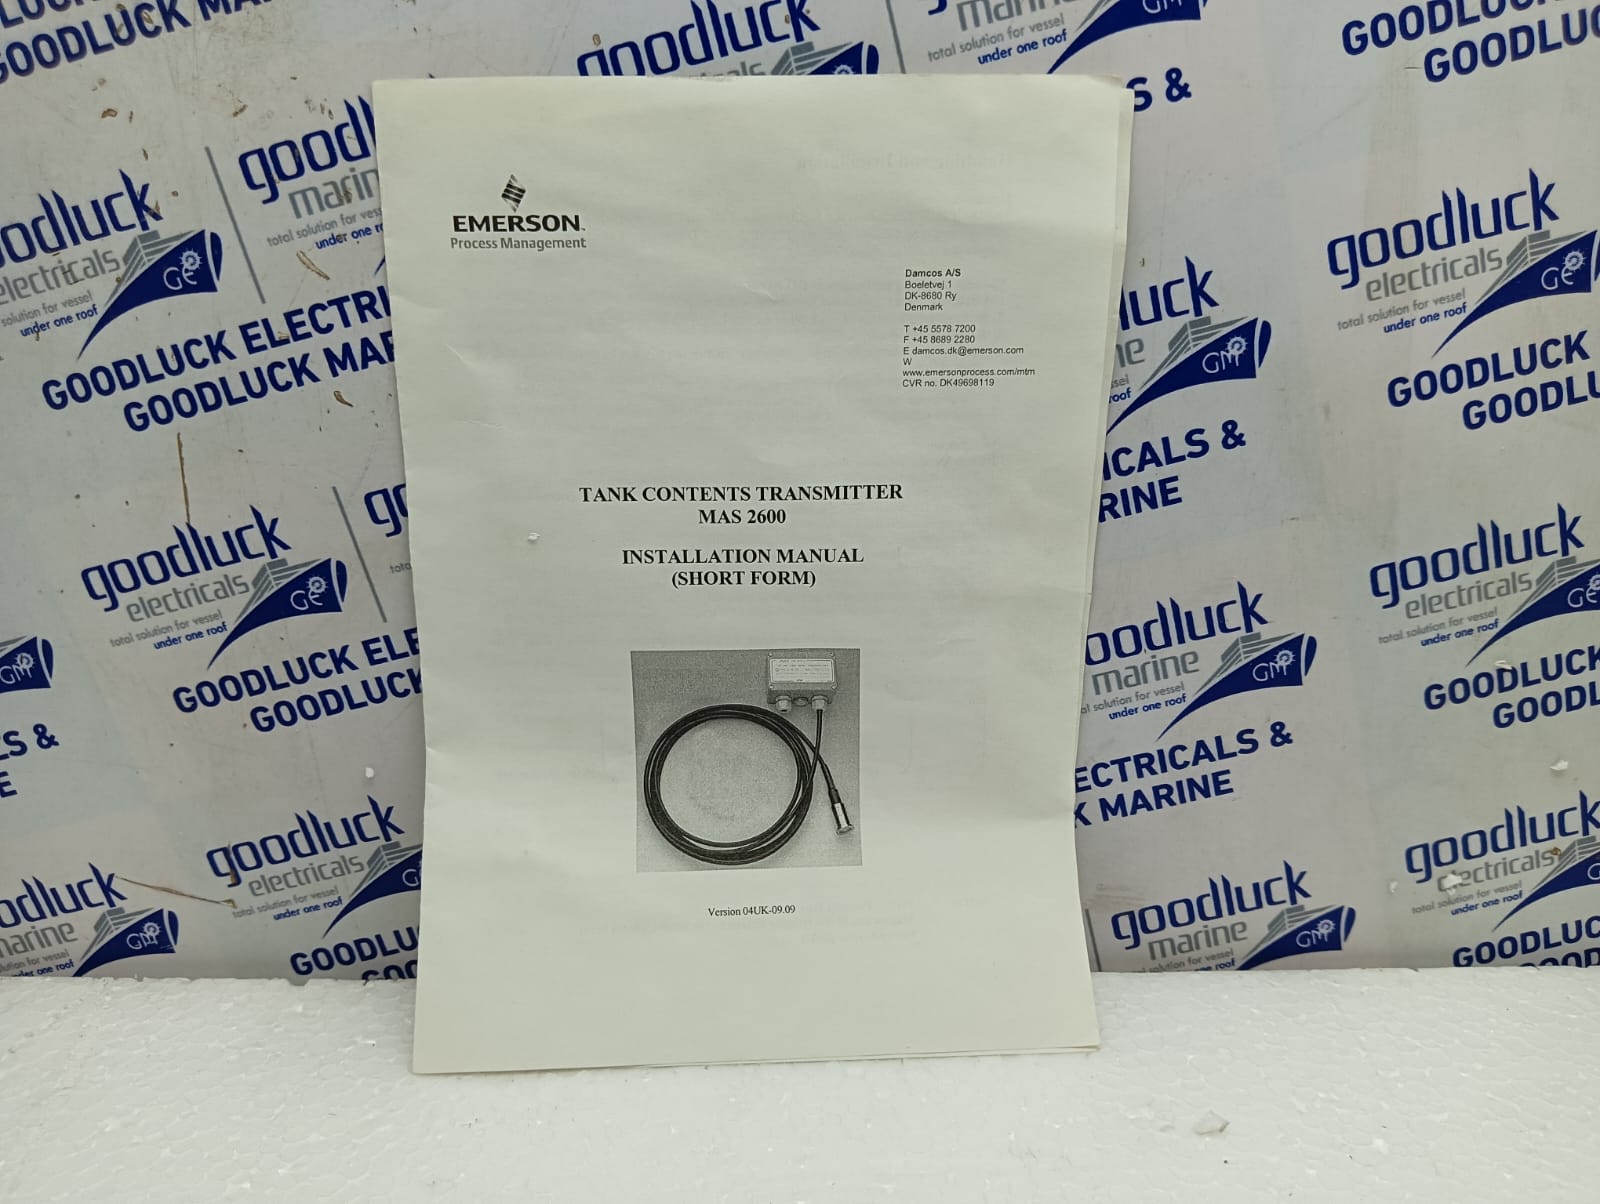 EMERSON
Process Management
Damcos A/S
Boeletvej 1
DK-8680 Ry
Denmark
T +45 5578 7200
F +45 8689 2280
E damcos.dk@emerson.com
W
www.emersonprocess.com/mtm
CVR no. DK49698119
TANK CONTENTS TRANSMITTER
MAS 2600
INSTALLATION MANUAL
(SHORT FORM)
Version 04UK-09.09
goodluck
electricals
total solution for vessel
under one roof
GE
GOODLUCK ELECTRICALS &
GOODLUCK MARINE
goodluck
marine
total solution for vessel
under one roof
GM